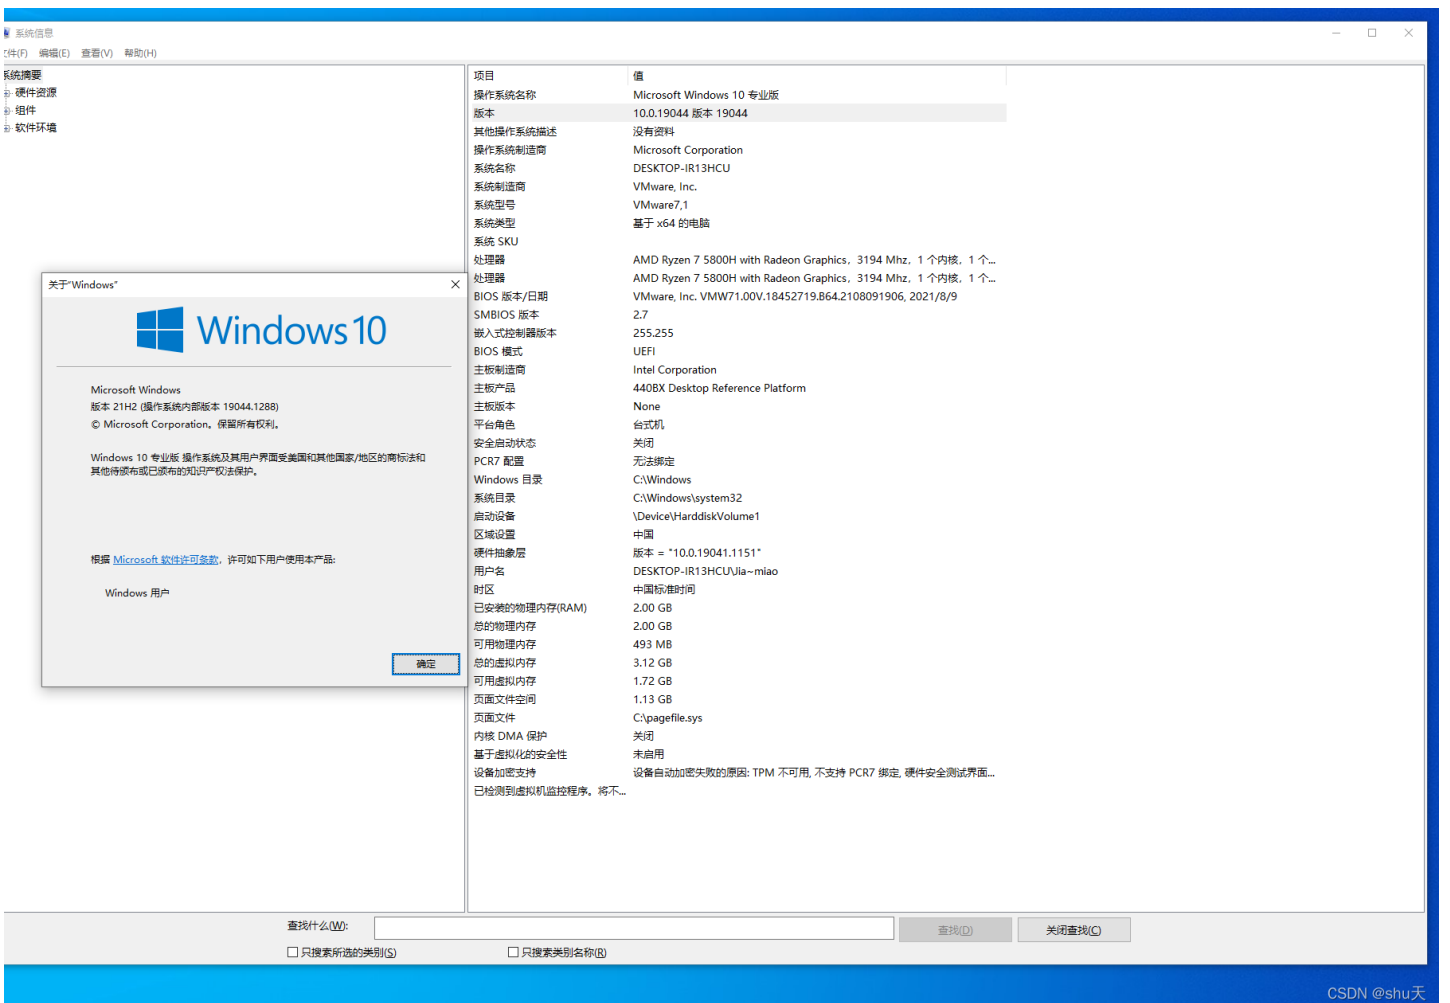 系统信息
文件(F) 编辑(E) 查看(V) 帮助(H)
系统摘要
硬件资源
组件
软件环境
项目 值
操作系统名称 Microsoft Windows 10 专业版
版本 10.0.19044 版本 19044
其他操作系统描述 没有资料
操作系统制造商 Microsoft Corporation
系统名称 DESKTOP-IR13HCU
系统制造商 VMware, Inc.
系统型号 VMware7,1
系统类型 基于 x64 的电脑
系统 SKU
处理器 AMD Ryzen 7 5800H with Radeon Graphics，3194 Mhz，1 个内核，1 个...
处理器 AMD Ryzen 7 5800H with Radeon Graphics，3194 Mhz，1 个内核，1 个...
BIOS 版本/日期 VMware, Inc. VMW71.00V.18452719.B64.2108091906, 2021/8/9
SMBIOS 版本 2.7
嵌入式控制器版本 255.255
BIOS 模式 UEFI
主板制造商 Intel Corporation
主板产品 440BX Desktop Reference Platform
主板版本 None
平台角色 台式机
安全启动状态 关闭
PCR7 配置 无法绑定
Windows 目录 C:\Windows
系统目录 C:\Windows\system32
启动设备 \Device\HarddiskVolume1
区域设置 中国
硬件抽象层 版本 = "10.0.19041.1151"
用户名 DESKTOP-IR13HCU\Jia~miao
时区 中国标准时间
已安装的物理内存(RAM) 2.00 GB
总的物理内存 2.00 GB
可用物理内存 493 MB
总的虚拟内存 3.12 GB
可用虚拟内存 1.72 GB
页面文件空间 1.13 GB
页面文件 C:\pagefile.sys
内核 DMA 保护 关闭
基于虚拟化的安全性 未启用
设备加密支持 设备自动加密失败的原因: TPM 不可用, 不支持 PCR7 绑定, 硬件安全测试界面...
已检测到虚拟机监控程序。将不...
关于"Windows"
Windows 10
Microsoft Windows
版本 21H2 (操作系统内部版本 19044.1288)
© Microsoft Corporation。保留所有权利。
Windows 10 专业版 操作系统及其用户界面受美国和其他国家/地区的商标法和
其他待颁布或已颁布的知识产权法保护。
根据 Microsoft 软件许可条款，许可如下用户使用本产品:
Windows 用户
确定
查找什么(W): 查找(D) 关闭查找(C)
只搜索所选的类别(S) 只搜索类别名称(R)
CSDN @shu天